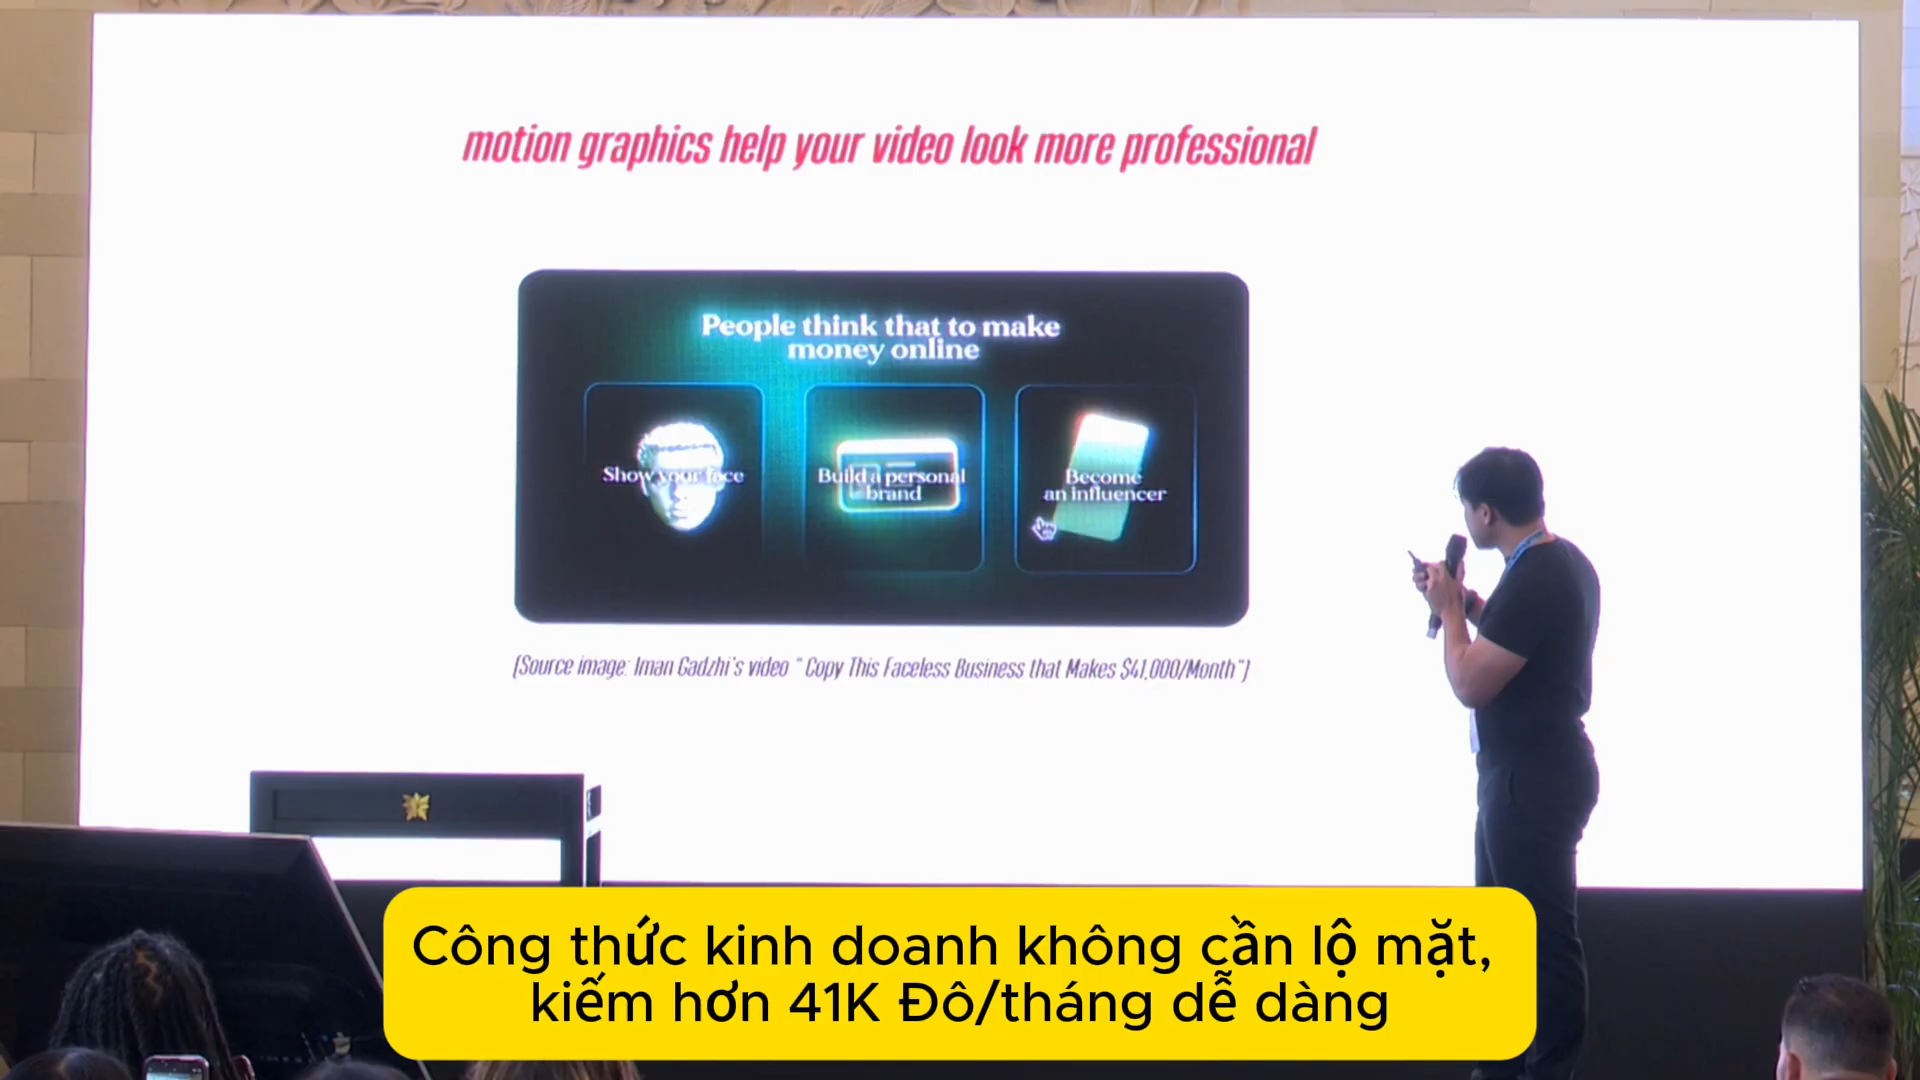 motion graphics help your video look more professional
People think that to make
money online
Show your face
Build a personal
brand
Become
an influencer
(Source image: Iman Gadzhi's video "Copy This Faceless Business that Makes $41,000/Month")
Công thức kinh doanh không cần lộ mặt,
kiếm hơn 41K Đô/tháng dễ dàng